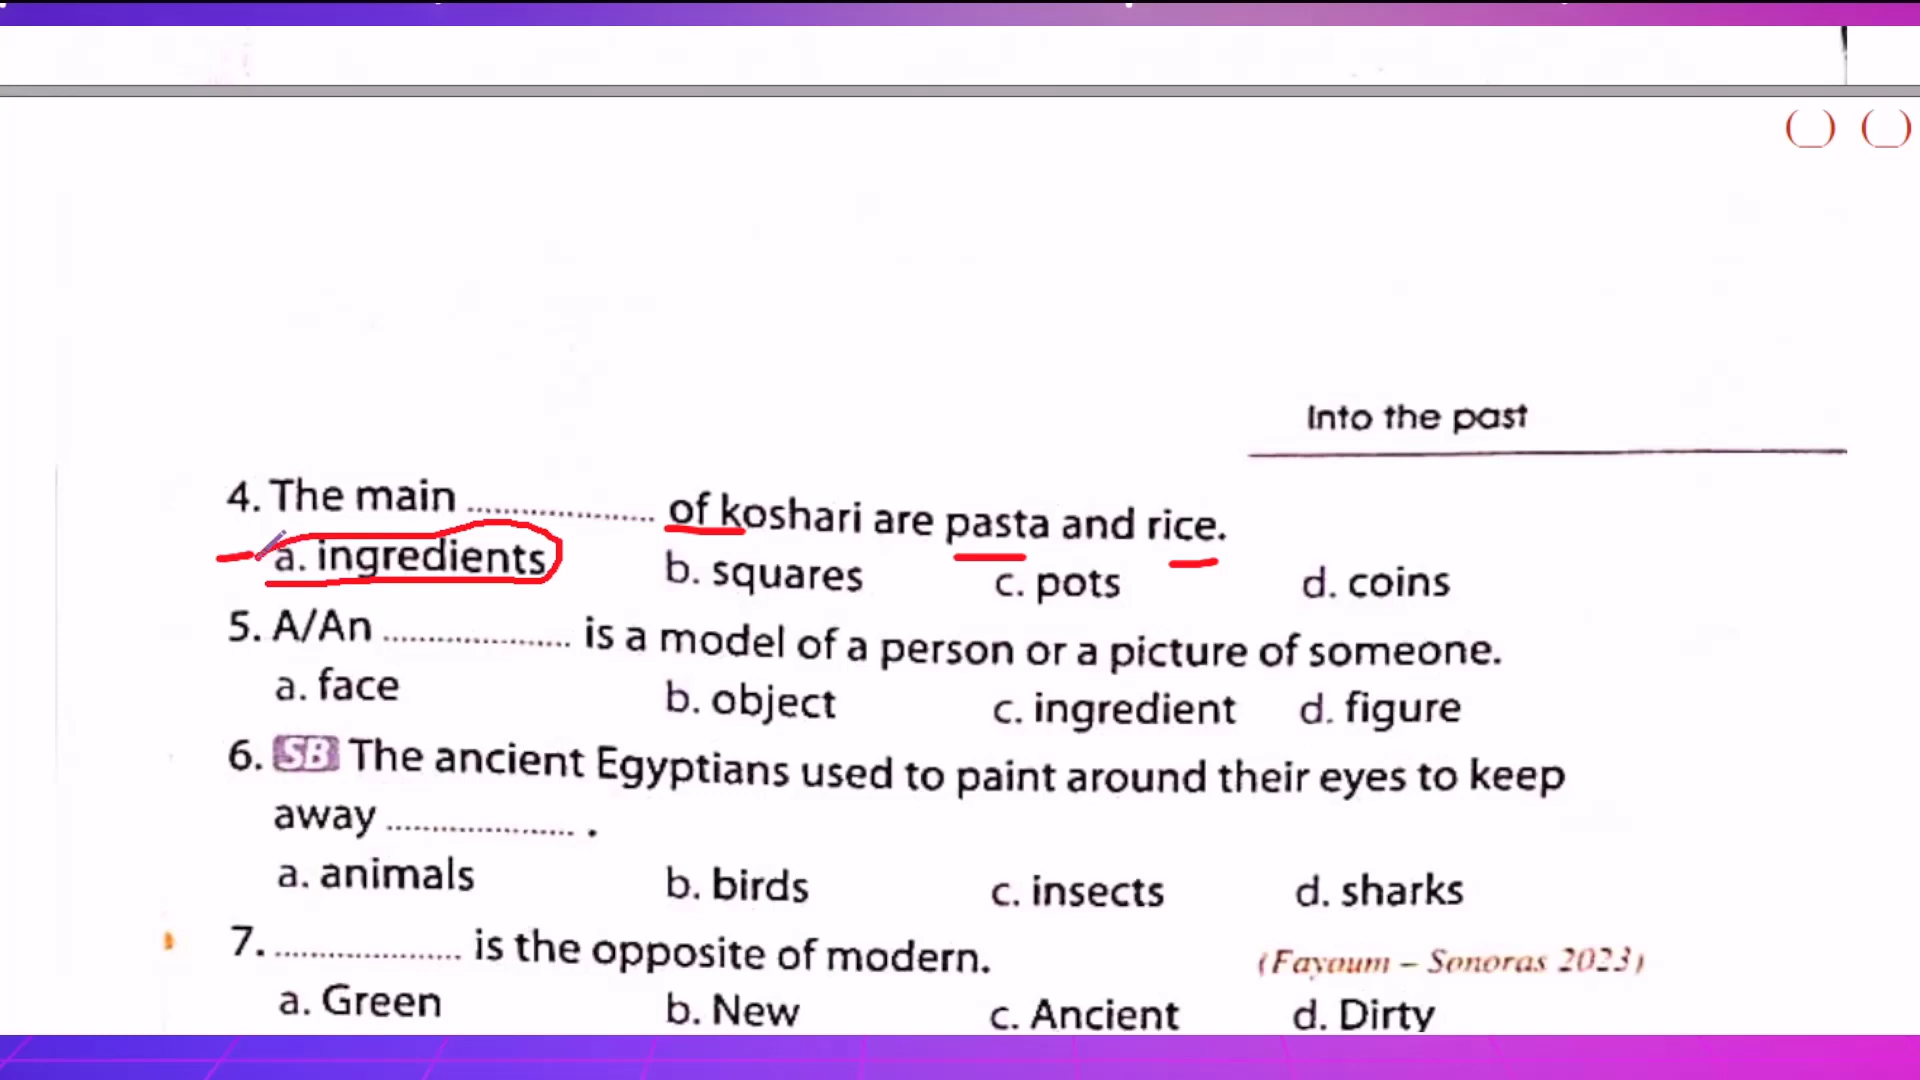 (_) (_)
Into the past
4. The main .................... of koshari are pasta and rice.
a. ingredients b. squares c. pots d. coins
5. A/An .................... is a model of a person or a picture of someone.
a. face b. object c. ingredient d. figure
6. SB The ancient Egyptians used to paint around their eyes to keep
away .................... .
a. animals b. birds c. insects d. sharks
7. .................... is the opposite of modern. (Fayoum – Sonoras 2023)
a. Green b. New c. Ancient d. Dirty